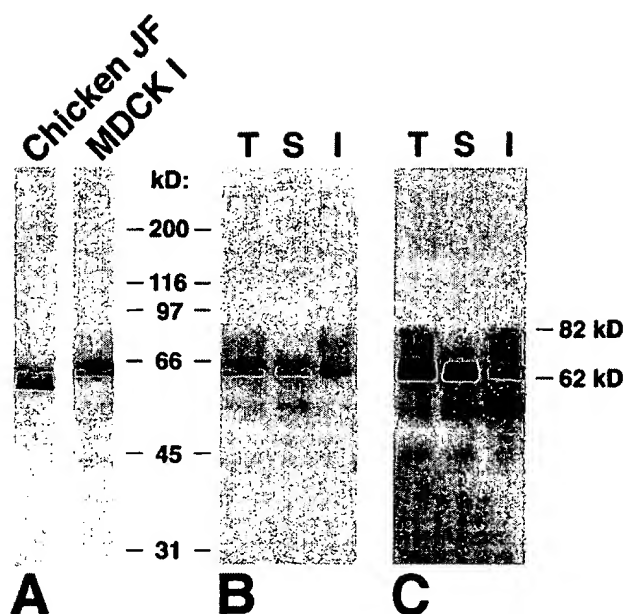 Chicken JF
MDCK I
T S I
T S I
kD:
– 200 –
– 116 –
– 97 –
– 66 –
– 45 –
– 31 –
82 kD
– 62 kD
A
B
C